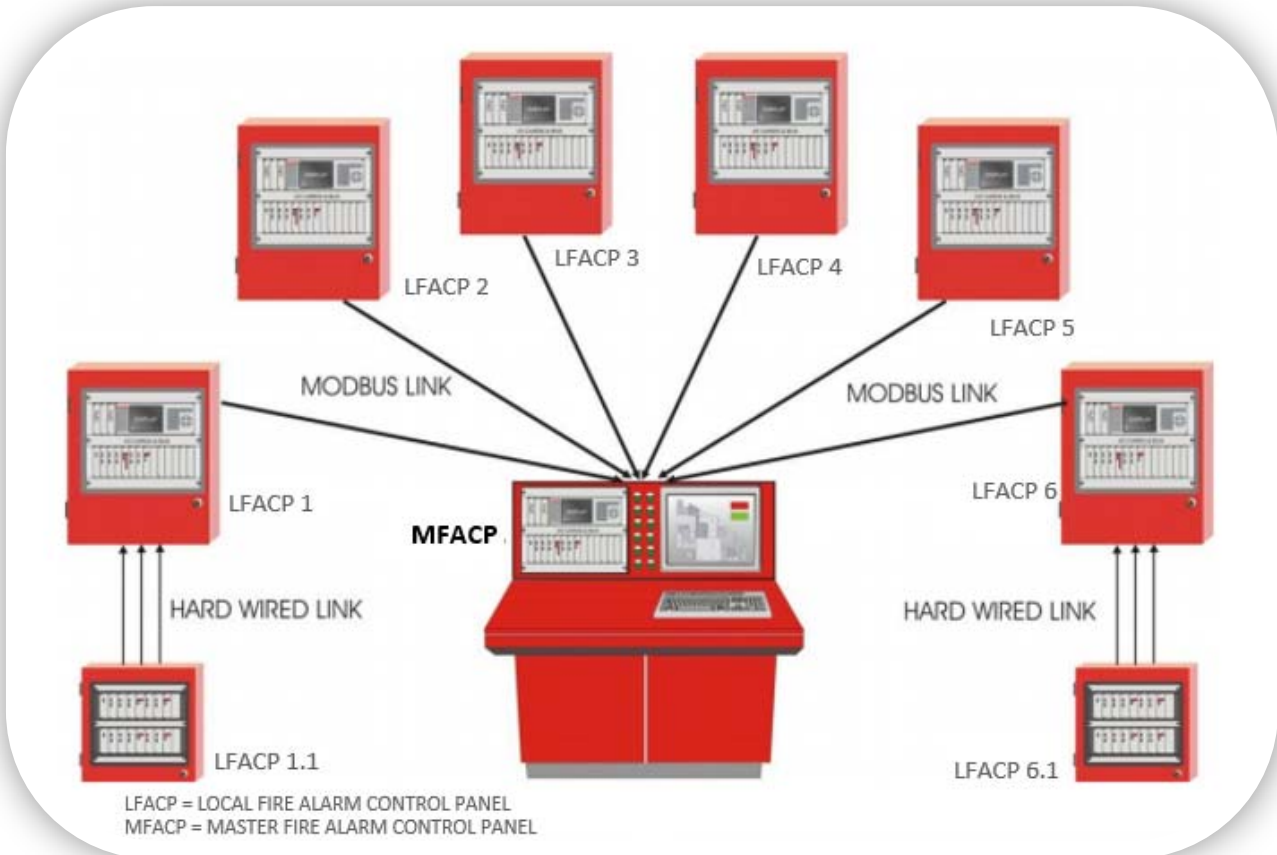 LFACP 3
LFACP 4
LFACP 2
LFACP 5
MODBUS LINK
MODBUS LINK
LFACP 1
LFACP 6
MFACP
HARD WIRED LINK
HARD WIRED LINK
LFACP 1.1
LFACP 6.1
LFACP = LOCAL FIRE ALARM CONTROL PANEL
MFACP = MASTER FIRE ALARM CONTROL PANEL